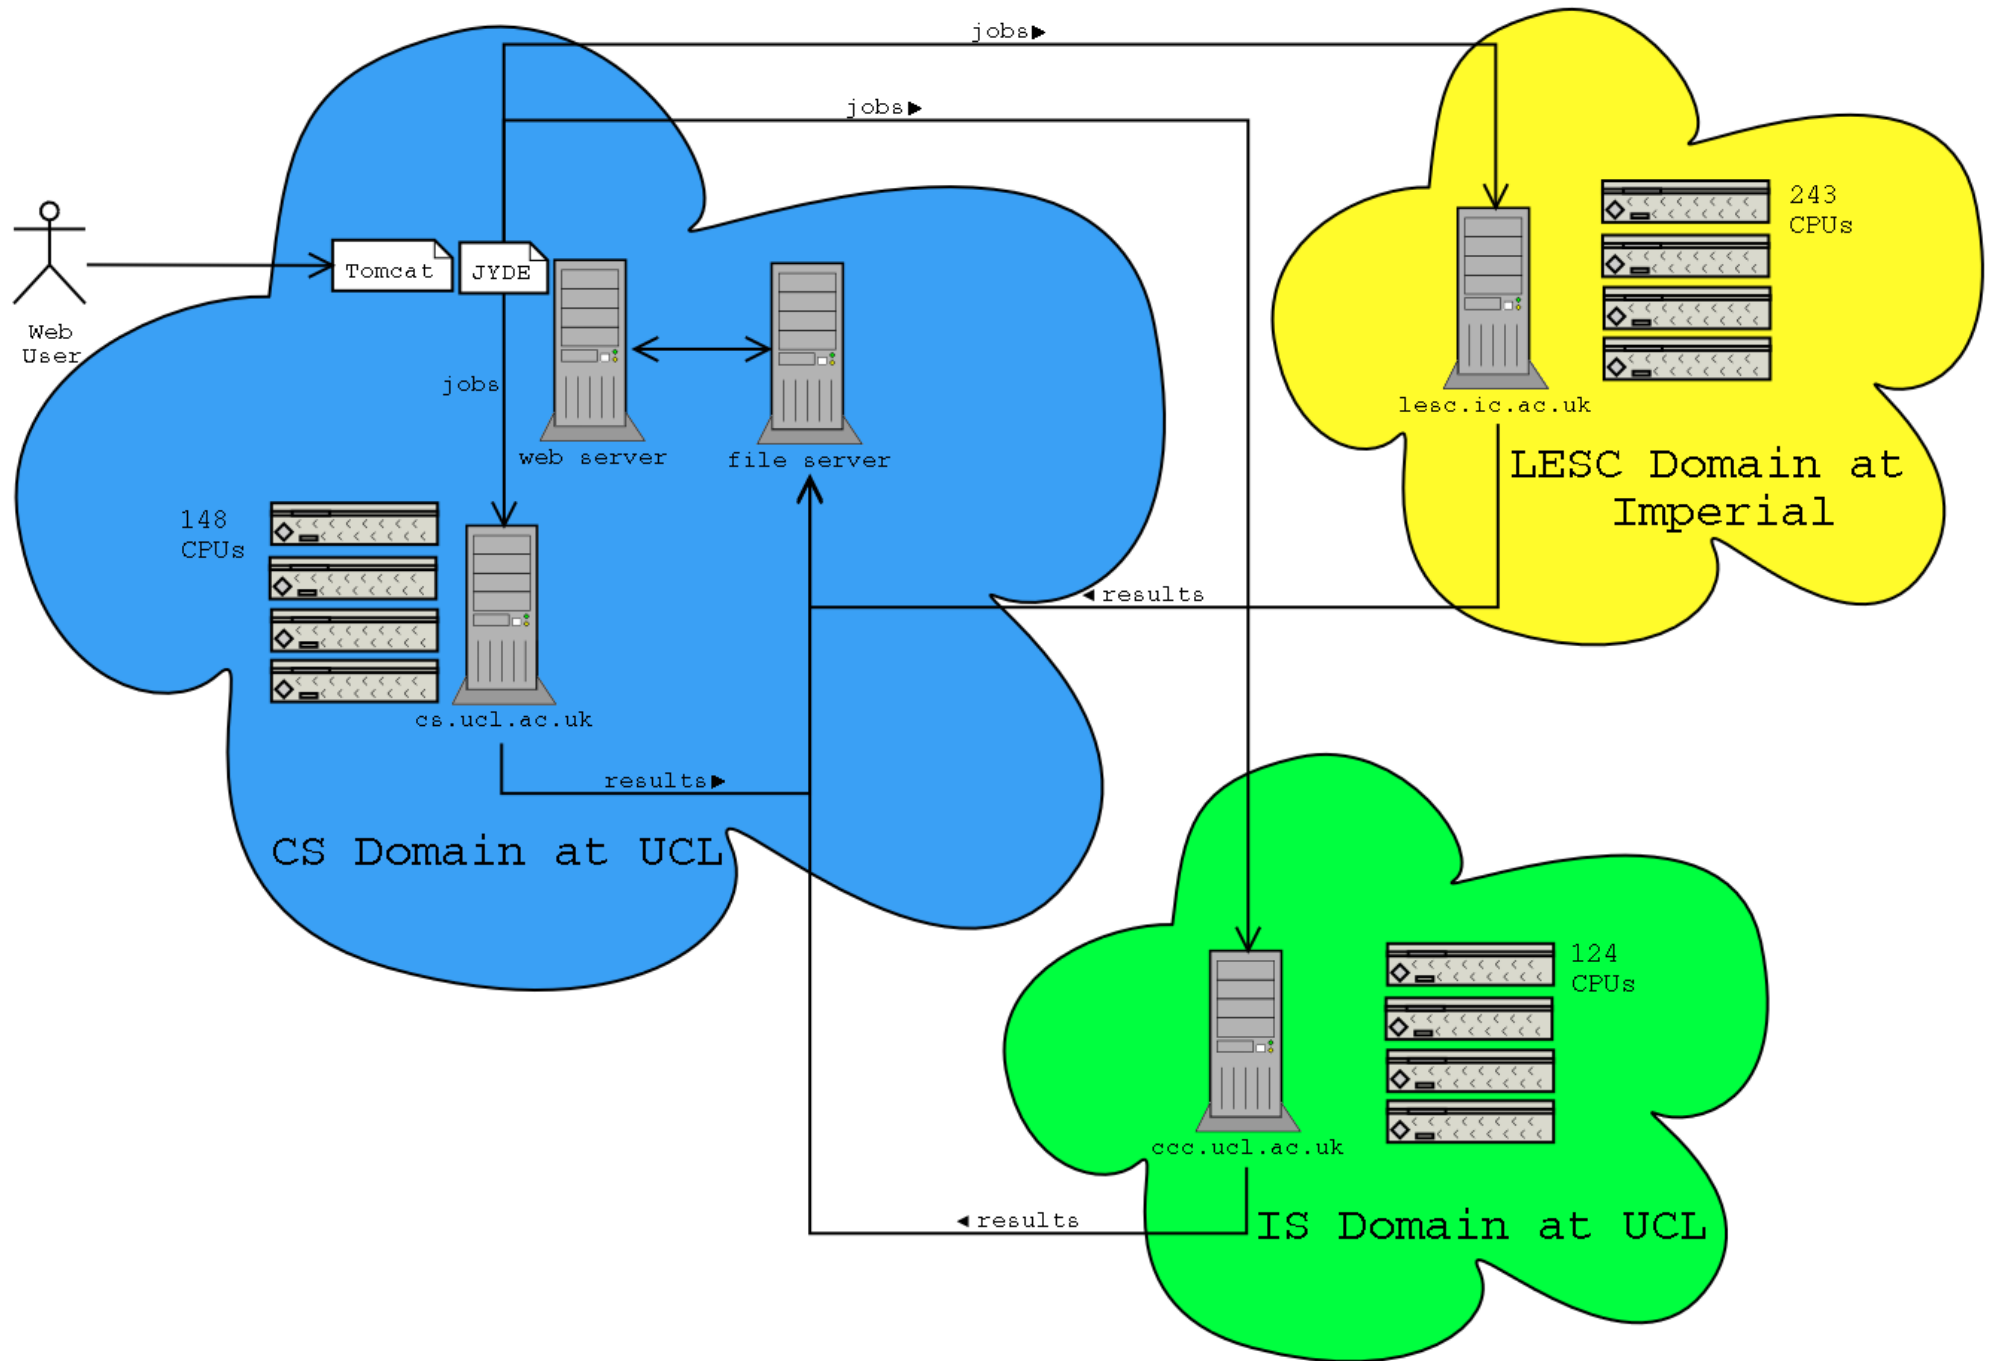 jobs▶
jobs▶
243
CPUs
Tomcat
JYDE
Web
User
jobs
lesc.ic.ac.uk
web server
file server
LESC Domain at
Imperial
148
CPUs
◀results
cs.ucl.ac.uk
results▶
CS Domain at UCL
124
CPUs
ccc.ucl.ac.uk
◀results
IS Domain at UCL